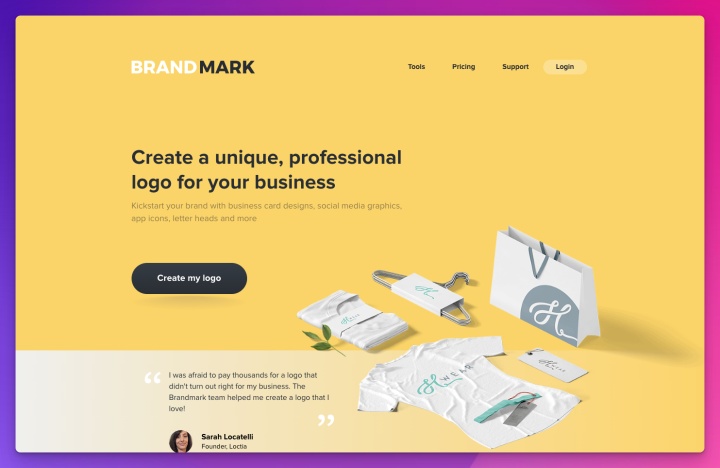 BRANDMARK
Tools Pricing Support Login
Create a unique, professional
logo for your business
Kickstart your brand with business card designs, social media graphics,
app icons, letter heads and more
Create my logo
“
I was afraid to pay thousands for a logo that
didn't turn out right for my business. The
Brandmark team helped me create a logo that I
love!
”
Sarah Locatelli
Founder, Loctia
H
H WEAR